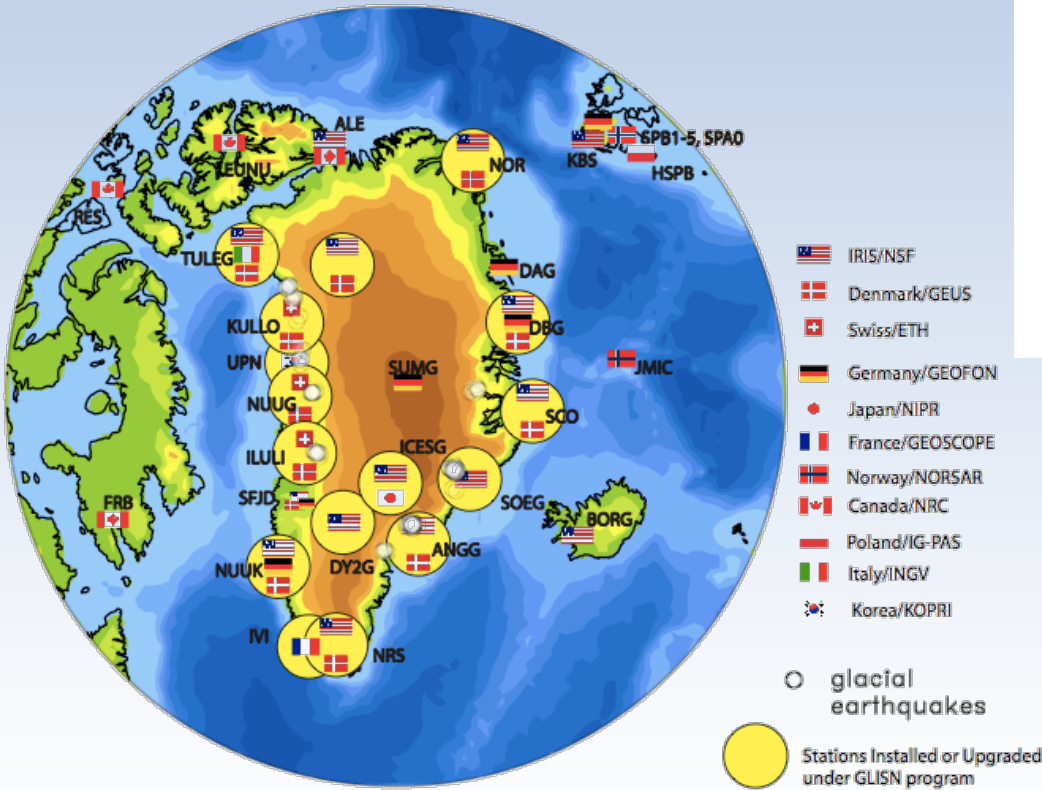 ALE
EUNU
NOR
SPB1-5, SPA0
KBS
HSPB
RES
TULEG
DAG
KULLO
DBG
UPN
SUMG
JMIC
NUUG
SCO
ICESG
ILULI
SFJD
SOEG
FRB
BORG
ANGG
NUUK
DY2G
IVI
NRS
IRIS/NSF
Denmark/GEUS
Swiss/ETH
Germany/GEOFON
Japan/NIPR
France/GEOSCOPE
Norway/NORSAR
Canada/NRC
Poland/IG-PAS
Italy/INGV
Korea/KOPRI
glacial
earthquakes
Stations Installed or Upgraded
under GLISN program